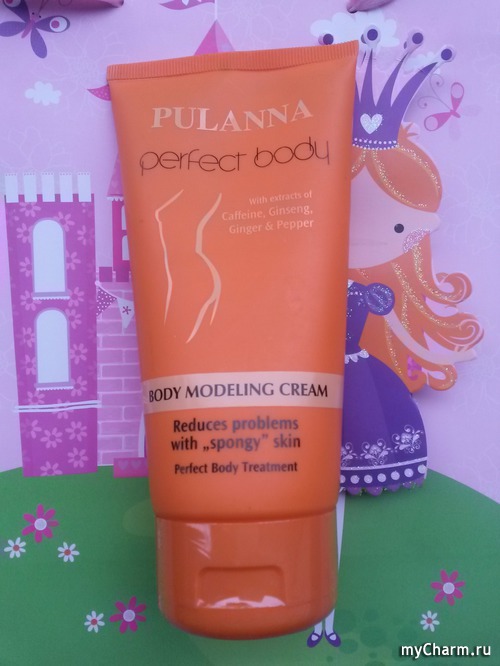 PULANNA
perfect body
with extracts of
Caffeine, Ginseng,
Ginger & Pepper
BODY MODELING CREAM
Reduces problems
with „spongy” skin
Perfect Body Treatment
myCharm.ru